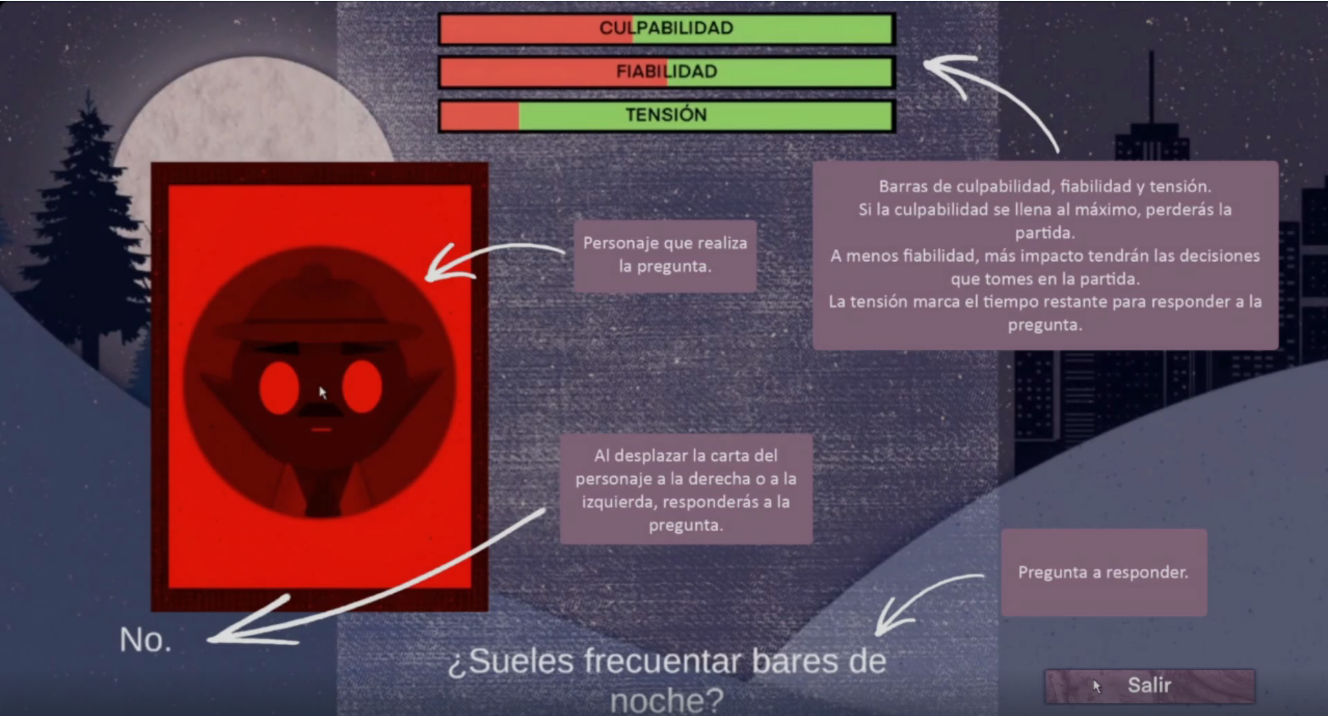 CULPABILIDAD
FIABILIDAD
TENSIÓN
Barras de culpabilidad, fiabilidad y tensión.
Si la culpabilidad se llena al máximo, perderás la
partida.
A menos fiabilidad, más impacto tendrán las decisiones
que tomes en la partida.
La tensión marca el tiempo restante para responder a la
pregunta.
Personaje que realiza
la pregunta.
Al desplazar la carta del
personaje a la derecha o a la
izquierda, responderás a la
pregunta.
Pregunta a responder.
No.
¿Sueles frecuentar bares de
noche?
Salir